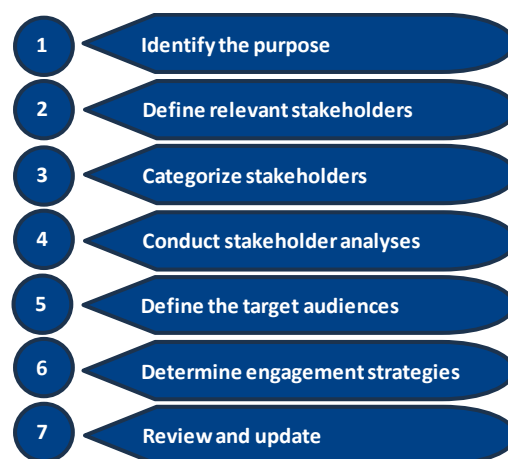 1 Identify the purpose
2 Define relevant stakeholders
3 Categorize stakeholders
4 Conduct stakeholder analyses
5 Define the target audiences
6 Determine engagement strategies
7 Review and update